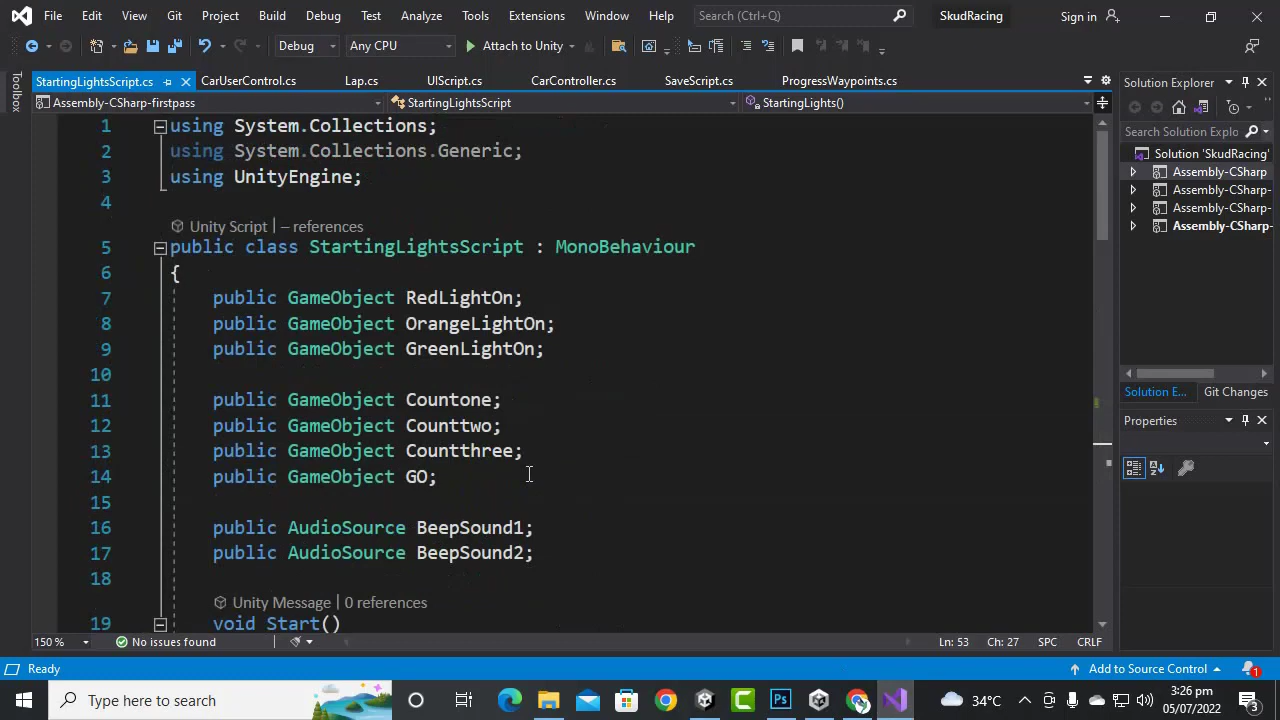 File Edit View Git Project Build Debug Test Analyze Tools Extensions Window Help Search (Ctrl+Q) SkudRacing Sign in
Debug Any CPU Attach to Unity
Toolbox
StartingLightsScript.cs CarUserControl.cs Lap.cs UIScript.cs CarController.cs SaveScript.cs ProgressWaypoints.cs
Assembly-CSharp-firstpass StartingLightsScript StartingLights()
1 using System.Collections;
2 using System.Collections.Generic;
3 using UnityEngine;
4
Unity Script | – references
5 public class StartingLightsScript : MonoBehaviour
6 {
7 public GameObject RedLightOn;
8 public GameObject OrangeLightOn;
9 public GameObject GreenLightOn;
10
11 public GameObject Countone;
12 public GameObject Counttwo;
13 public GameObject Countthree;
14 public GameObject GO;
15
16 public AudioSource BeepSound1;
17 public AudioSource BeepSound2;
18
Unity Message | 0 references
19 void Start()
150 % No issues found Ln: 53 Ch: 27 SPC CRLF
Solution Explorer
Search Solution Explo
Solution 'SkudRacing'
Assembly-CSharp
Assembly-CSharp-
Assembly-CSharp-
Assembly-CSharp-
Solution E... Git Changes
Properties
Ready Add to Source Control 1
Type here to search Ps 34°C 3:26 pm
05/07/2022 3